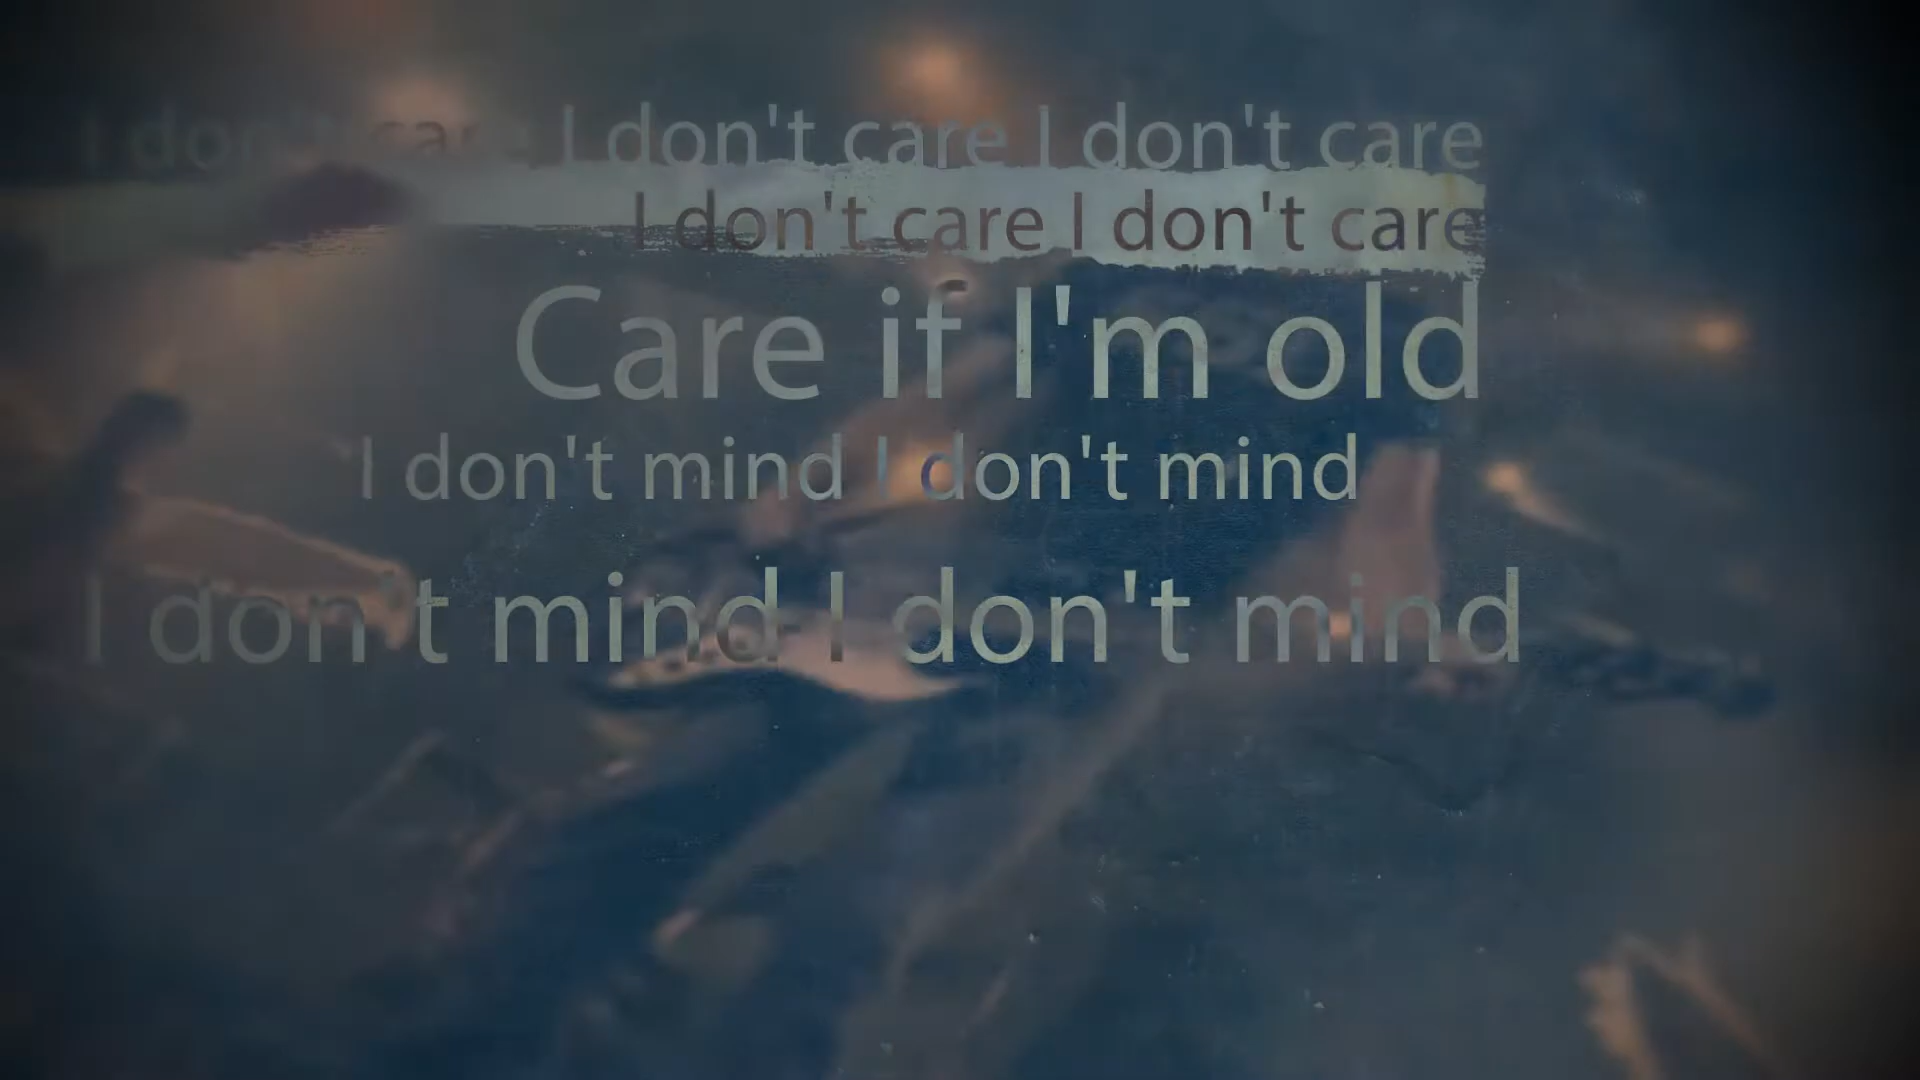 I don't care I don't care I don't care
I don't care I don't care
Care if I'm old
I don't mind I don't mind
I don't mind I don't mind